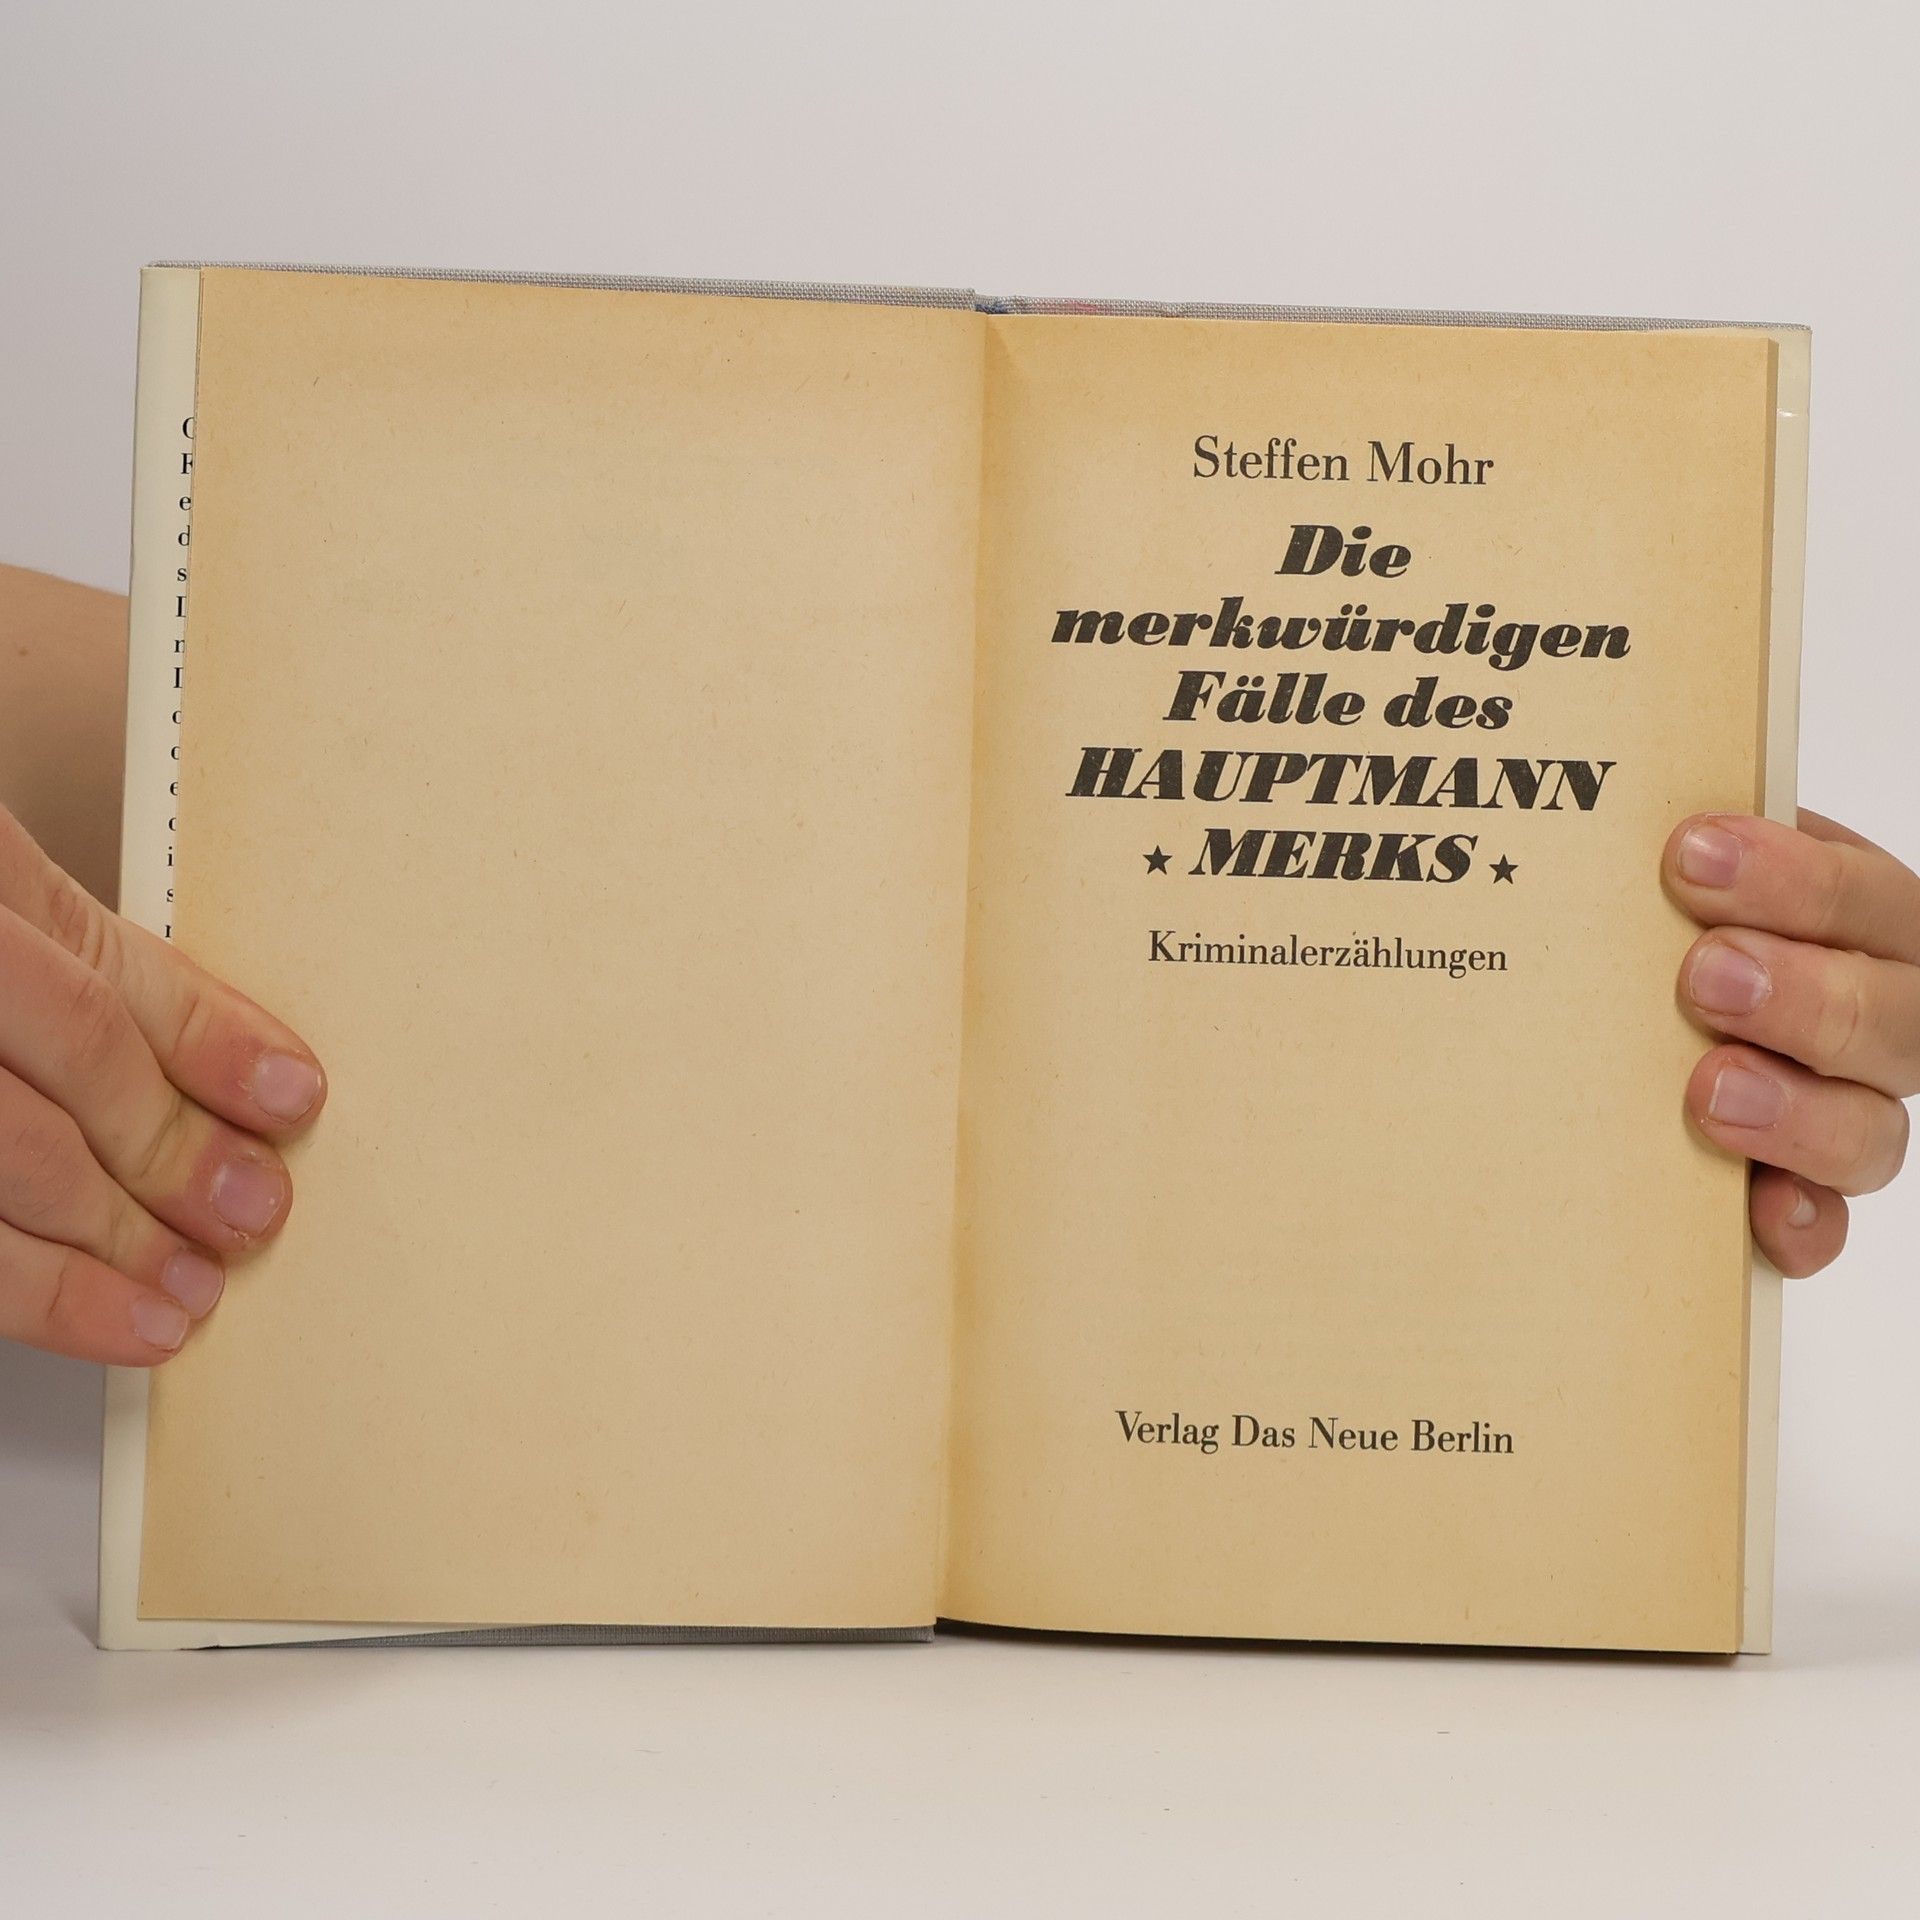 Steffen Mohr
Die
merkwürdigen
Fälle des
HAUPTMANN
★ MERKS ★
Kriminalerzählungen
Verlag Das Neue Berlin